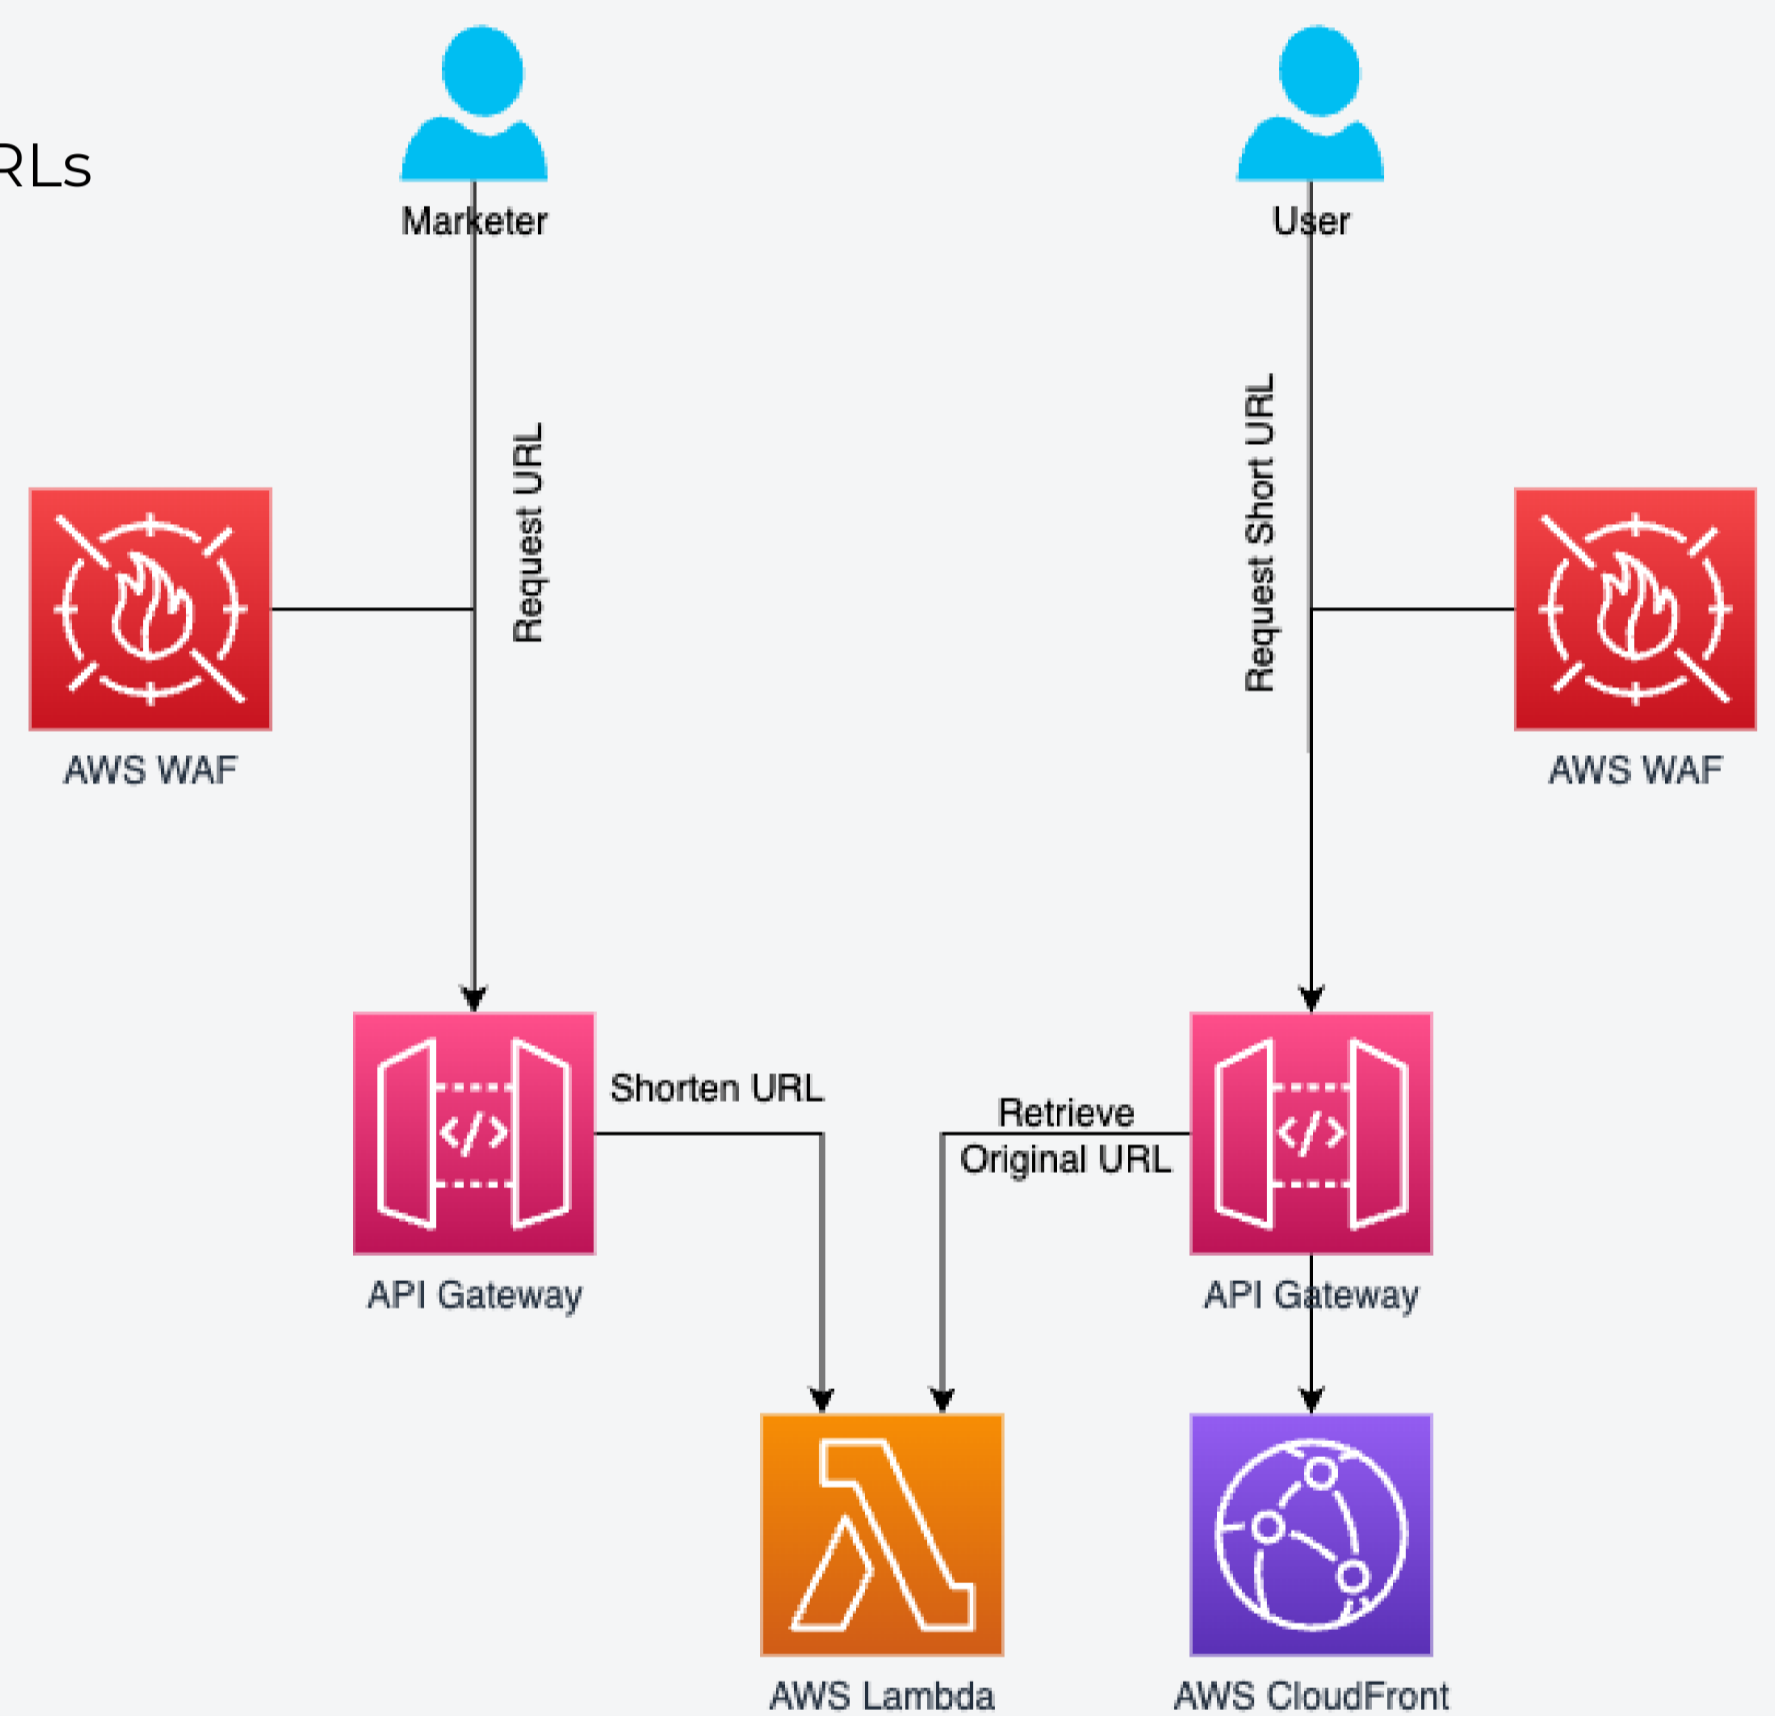 RLs
Marketer
User
Request URL
Request Short URL
AWS WAF
AWS WAF
Shorten URL
Retrieve
Original URL
API Gateway
API Gateway
AWS Lambda
AWS CloudFront